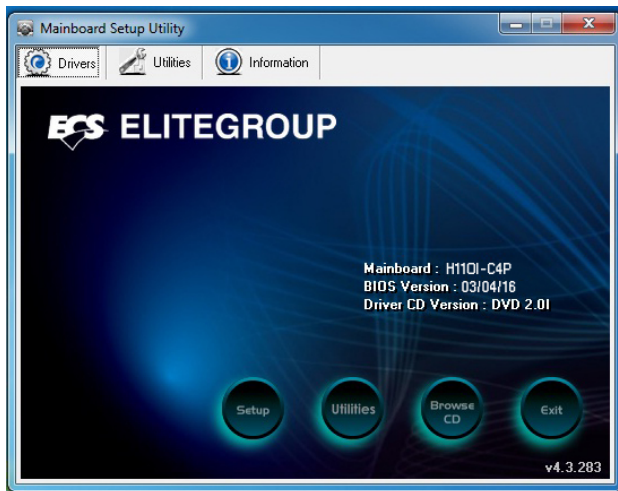 Mainboard Setup Utility
Drivers Utilities Information
ECS ELITEGROUP
Mainboard : H110I-C4P
BIOS Version : 03/04/16
Driver CD Version : DVD 2.0I
Setup Utilities Browse CD Exit
v4.3.283